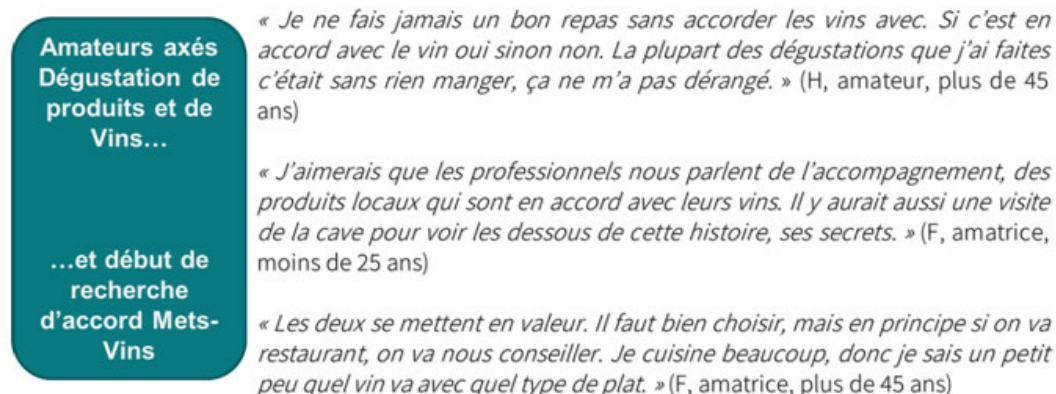 Amateurs axés
Dégustation de
produits et de
Vins…
…et début de
recherche
d’accord Mets-
Vins
« Je ne fais jamais un bon repas sans accorder les vins avec. Si c’est en
accord avec le vin oui sinon non. La plupart des dégustations que j’ai faites
c’était sans rien manger, ça ne m’a pas dérangé. » (H, amateur, plus de 45
ans)
« J’aimerais que les professionnels nous parlent de l’accompagnement, des
produits locaux qui sont en accord avec leurs vins. Il y aurait aussi une visite
de la cave pour voir les dessous de cette histoire, ses secrets. » (F, amatrice,
moins de 25 ans)
« Les deux se mettent en valeur. Il faut bien choisir, mais en principe si on va
restaurant, on va nous conseiller. Je cuisine beaucoup, donc je sais un petit
peu quel vin va avec quel type de plat. » (F, amatrice, plus de 45 ans)